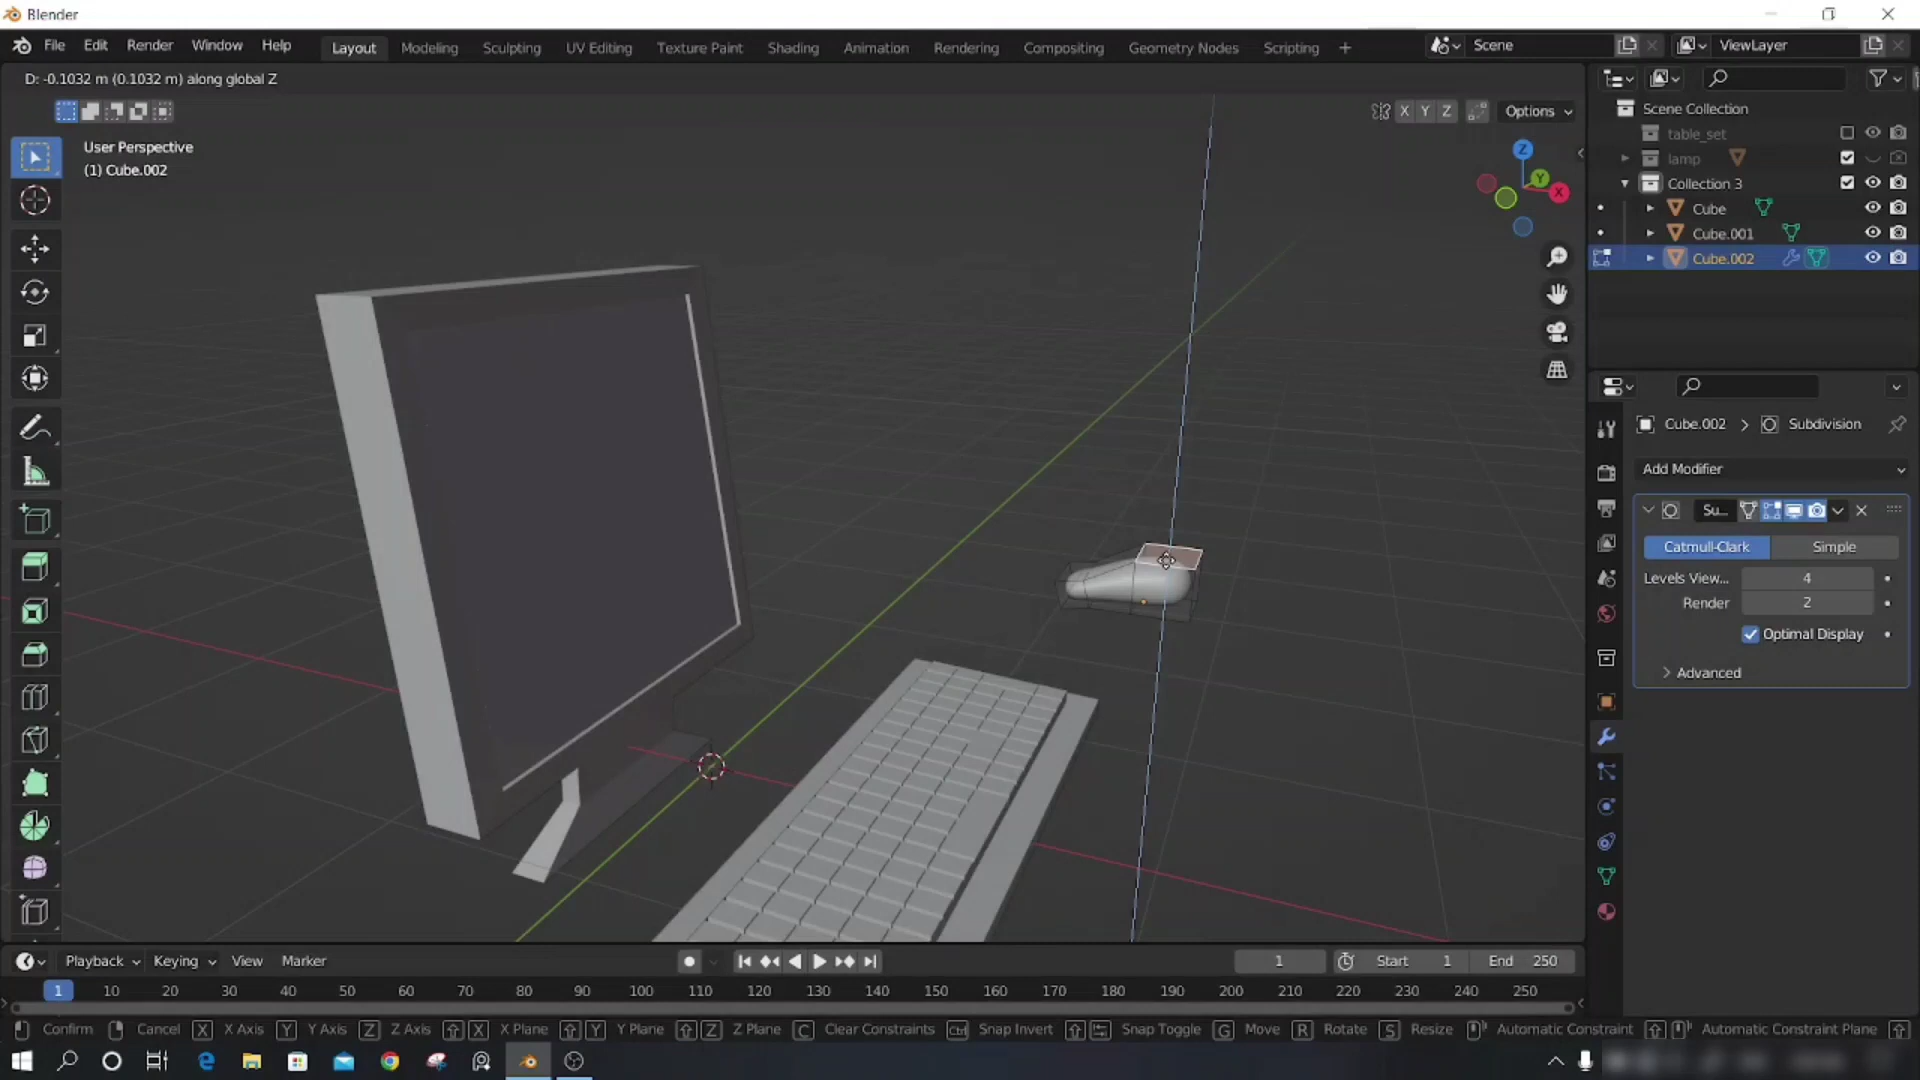 Blender
File Edit Render Window Help Layout Modeling Sculpting UV Editing Texture Paint Shading Animation Rendering Compositing Geometry Nodes Scripting + Scene ViewLayer
D: -0.1032 m (0.1032 m) along global Z
X Y Z Options
User Perspective
(1) Cube.002
Z
Y
X
Scene Collection
table_set
lamp
Collection 3
Cube
Cube.001
Cube.002
Cube.002 > Subdivision
Add Modifier
Su...
Catmull-Clark Simple
Levels View... 4
Render 2
Optimal Display
> Advanced
Playback Keying View Marker 1 Start 1 End 250
1 10 20 30 40 50 60 70 80 90 100 110 120 130 140 150 160 170 180 190 200 210 220 230 240 250
Confirm Cancel X X Axis Y Y Axis Z Z Axis X X Plane Y Y Plane Z Z Plane C Clear Constraints Ctrl Snap Invert Snap Toggle G Move R Rotate S Resize Automatic Constraint Automatic Constraint Plane